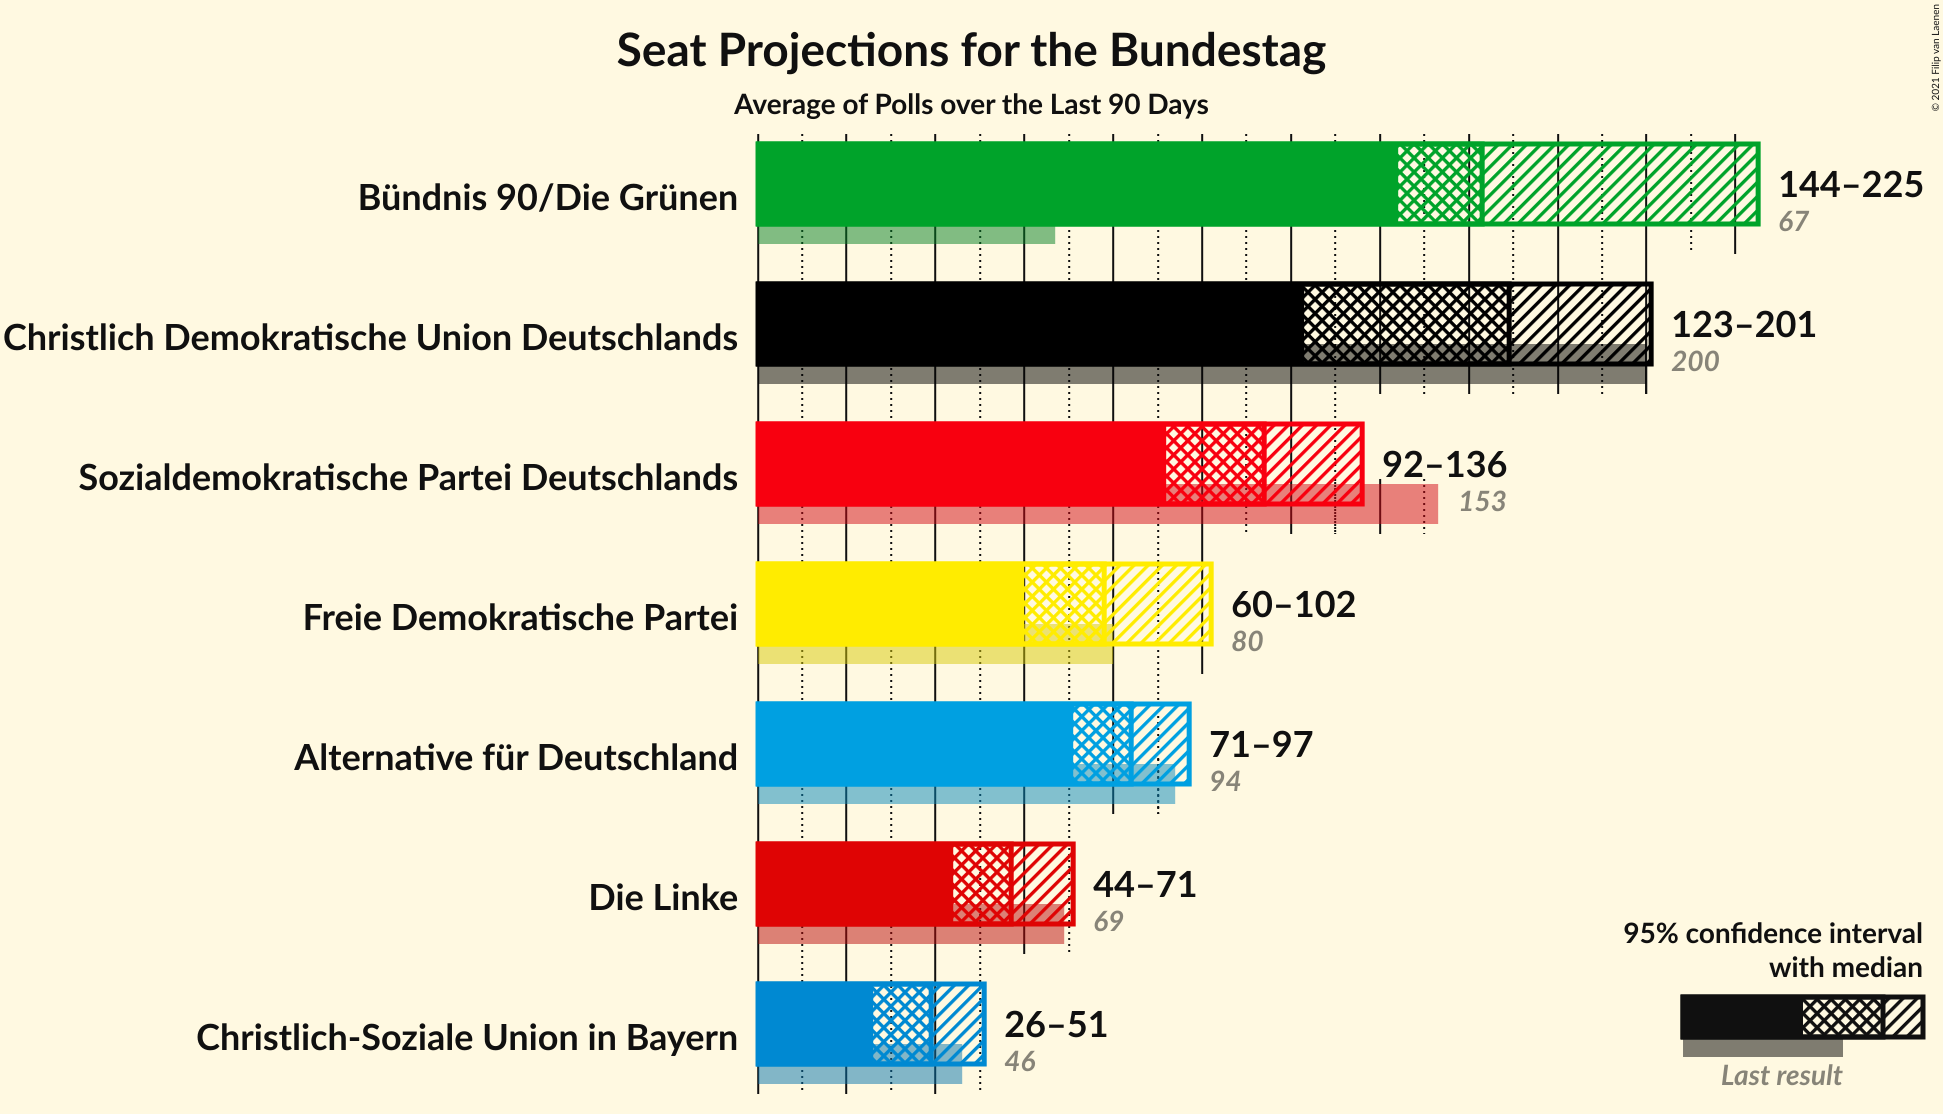 Seat Projections for the Bundestag
Average of Polls over the Last 90 Days
© 2021 Filip van Laenen
Bündnis 90/Die Grünen
144–225
67
Christlich Demokratische Union Deutschlands
123–201
200
Sozialdemokratische Partei Deutschlands
92–136
153
Freie Demokratische Partei
60–102
80
Alternative für Deutschland
71–97
94
Die Linke
44–71
69
Christlich-Soziale Union in Bayern
26–51
46
95% confidence interval
with median
Last result